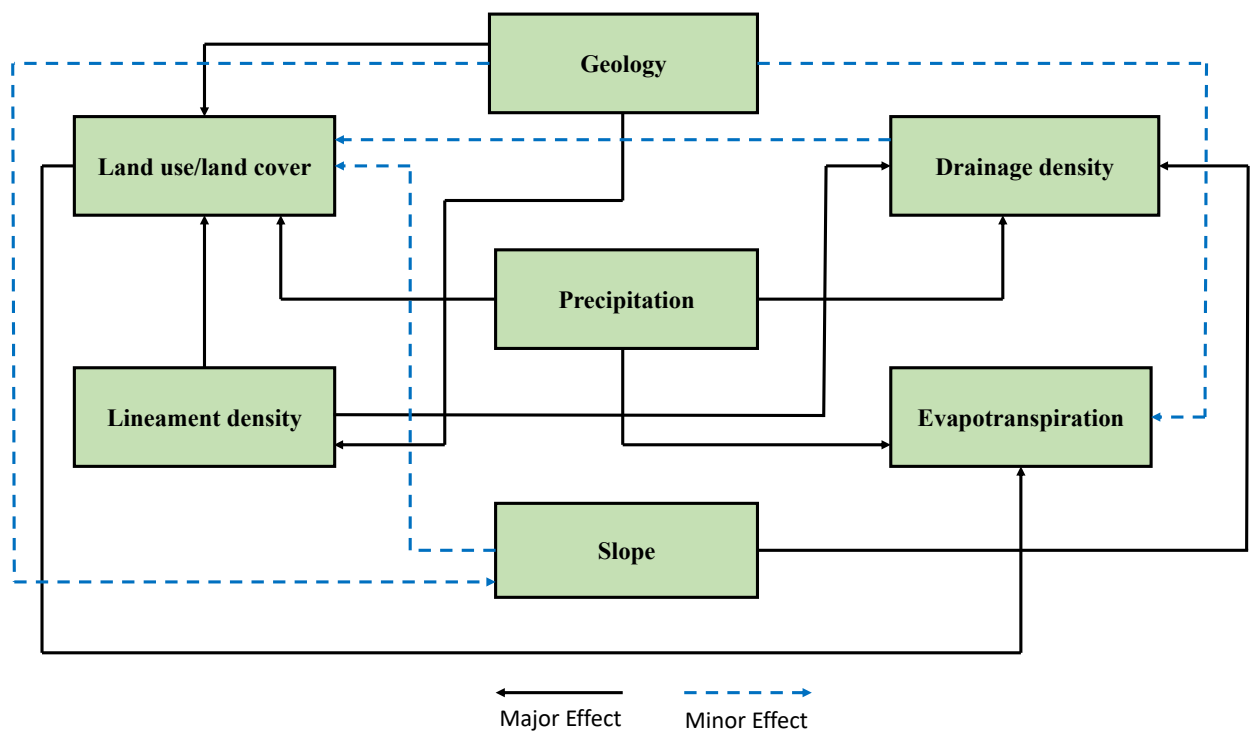 Geology
Land use/land cover
Drainage density
Precipitation
Lineament density
Evapotranspiration
Slope
Major Effect
Minor Effect